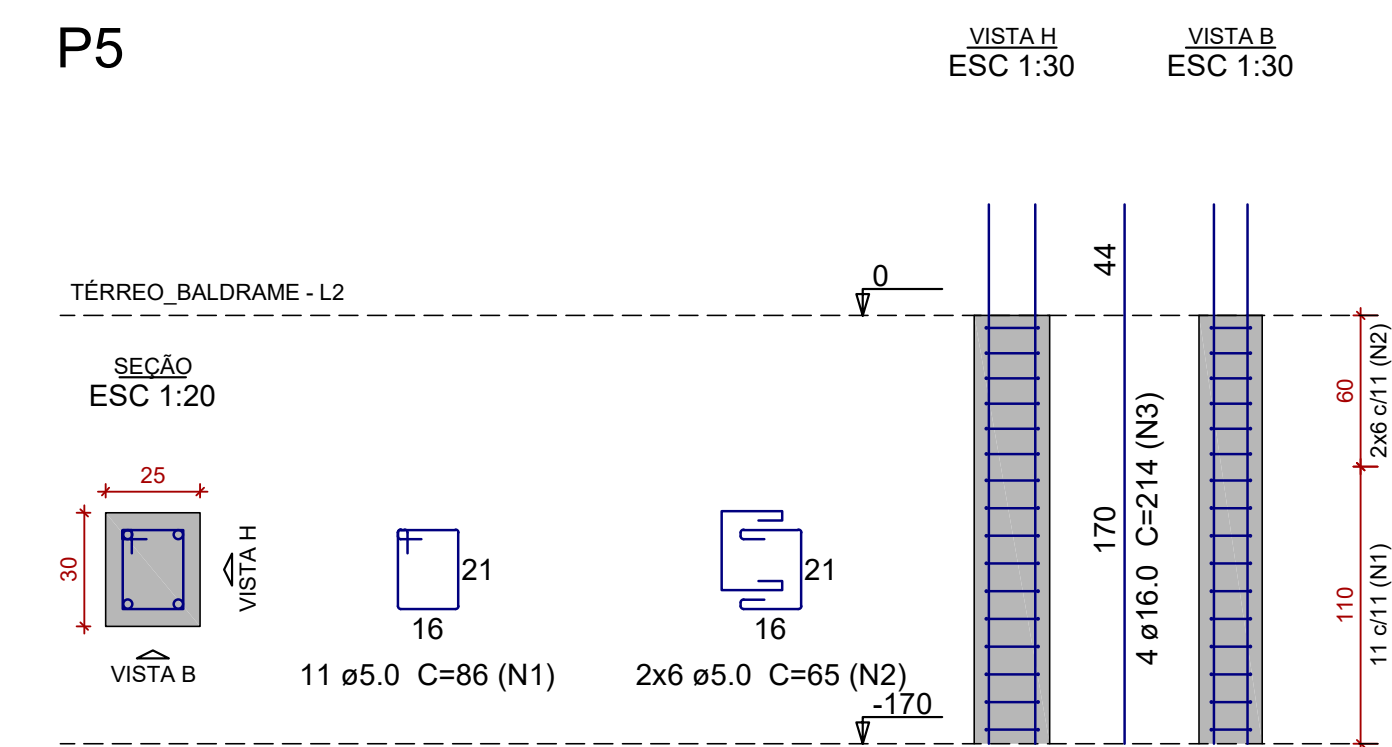 P5
VISTA H
ESC 1:30
VISTA B
ESC 1:30
TÉRREO_BALDRAME - L2
0
44
SEÇÃO
ESC 1:20
25
30
VISTA H
VISTA B
21
16
11 ø5.0 C=86 (N1)
21
16
2x6 ø5.0 C=65 (N2)
-170
170
4 ø16.0 C=214 (N3)
60
2x6 c/11 (N2)
110
11 c/11 (N1)